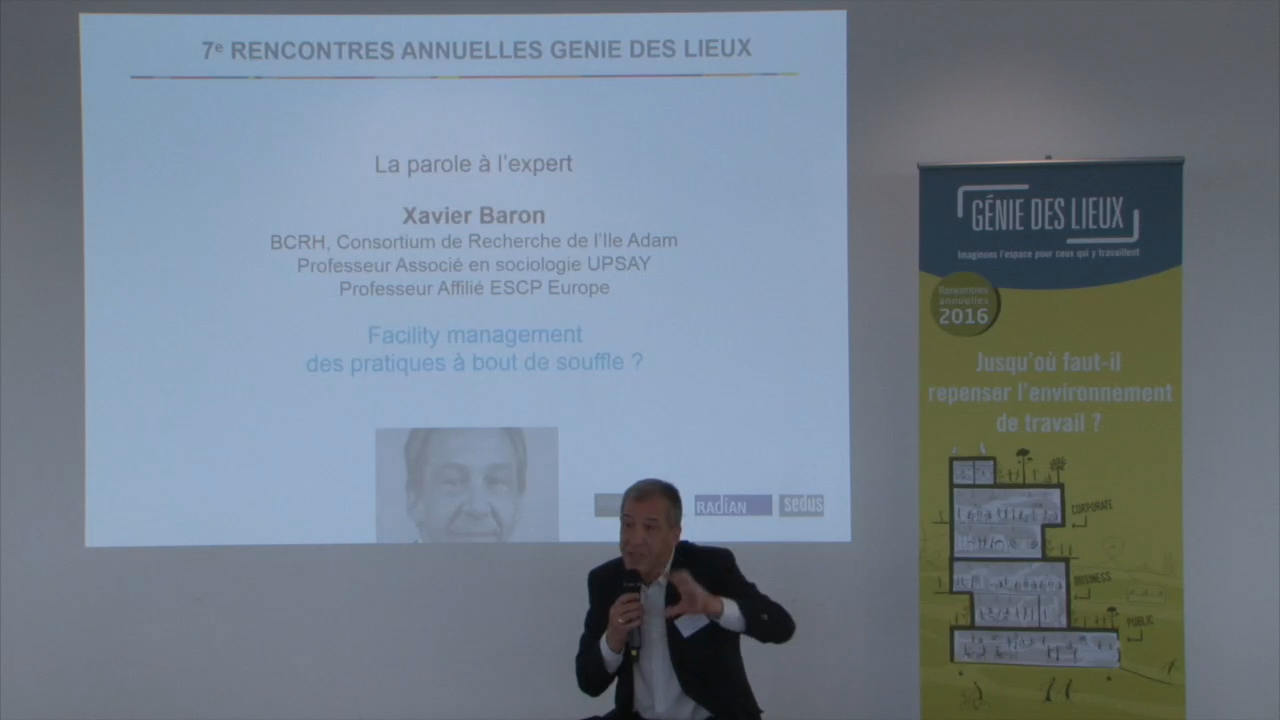 7e RENCONTRES ANNUELLES GENIE DES LIEUX
La parole à l'expert
Xavier Baron
BCRH, Consortium de Recherche de l'Ile Adam
Professeur Associé en sociologie UPSAY
Professeur Affilié ESCP Europe
Facility management
des pratiques à bout de souffle ?
RADIAN
sedus
GÉNIE DES LIEUX
Imaginons l'espace pour ceux qui y travaillent
Rencontres
annuelles
2016
Jusqu'où faut-il
repenser l'environnement
de travail ?
CORPORATE
BUSINESS
PUBLIC